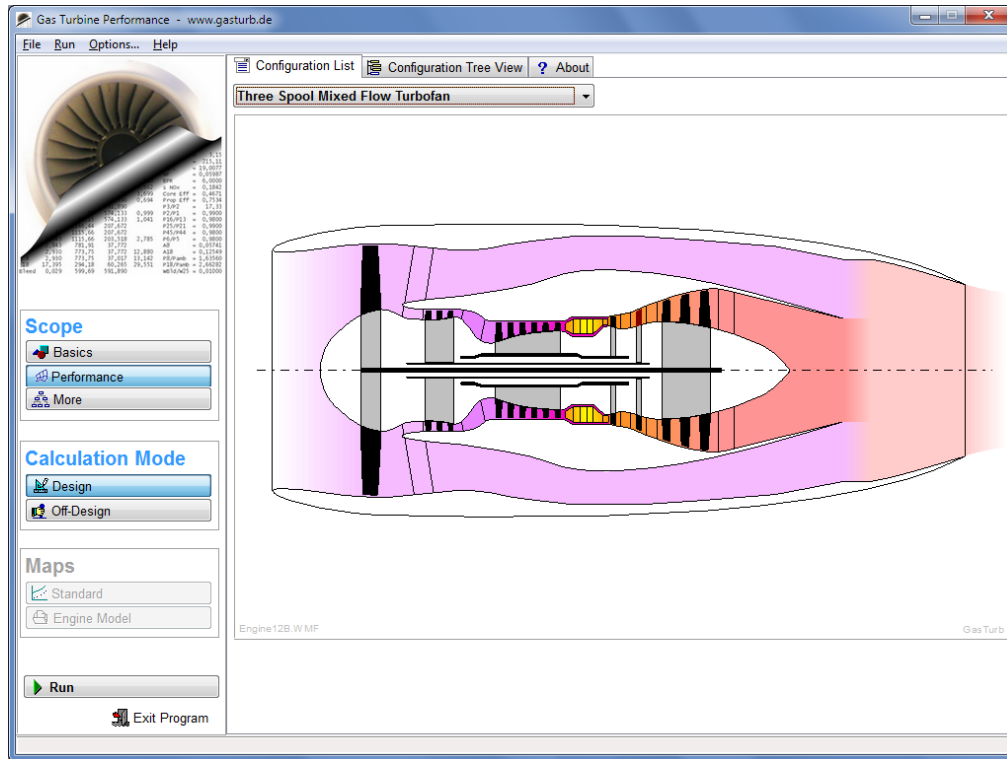 Gas Turbine Performance - www.gasturb.de
File Run Options... Help
Configuration List Configuration Tree View ? About
Three Spool Mixed Flow Turbofan
Scope
Basics
Performance
More
Calculation Mode
Design
Off-Design
Maps
Standard
Engine Model
Run
Exit Program
Engine12B.WMF
GasTurb